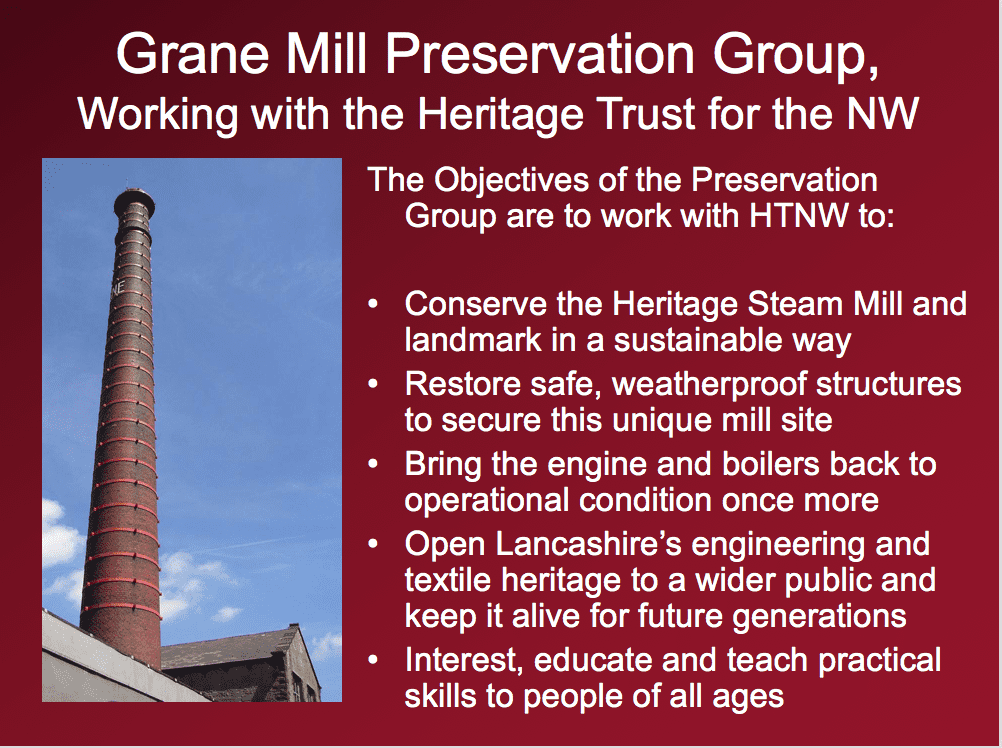 Grane Mill Preservation Group,
Working with the Heritage Trust for the NW
The Objectives of the Preservation
Group are to work with HTNW to:
• Conserve the Heritage Steam Mill and
landmark in a sustainable way
• Restore safe, weatherproof structures
to secure this unique mill site
• Bring the engine and boilers back to
operational condition once more
• Open Lancashire’s engineering and
textile heritage to a wider public and
keep it alive for future generations
• Interest, educate and teach practical
skills to people of all ages
NE